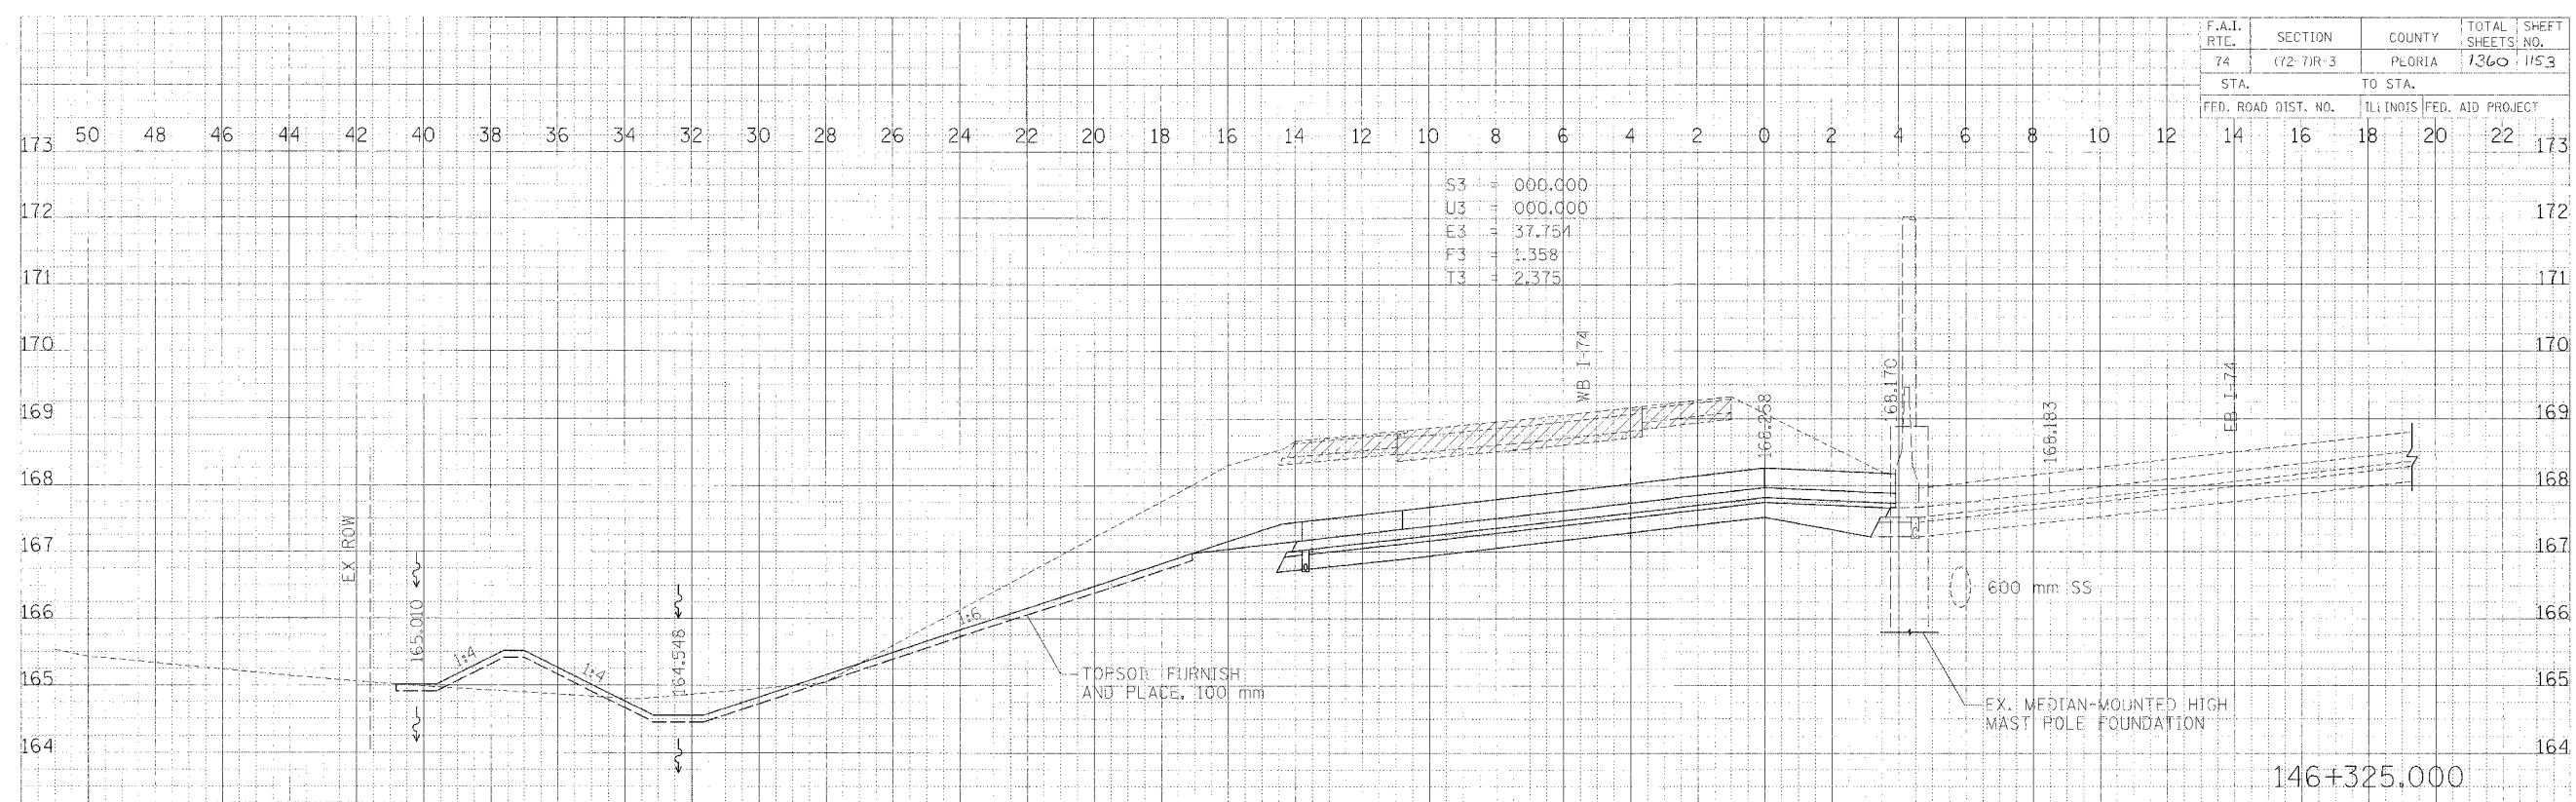 F.A.I. RTE. SECTION COUNTY TOTAL SHEETS SHEET NO.
74 (72-7)R-3 PEORIA 1360 1153
STA. TO STA.
FED. ROAD DIST. NO. ILLINOIS FED. AID PROJECT
50 48 46 44 42 40 38 36 34 32 30 28 26 24 22 20 18 16 14 12 10 8 6 4 2 0 2 4 6 8 10 12 14 16 18 20 22
173 173
S3 = 000.000
U3 = 000.000
E3 = 37.754
F3 = 1.358
T3 = 2.375
172 172
171 171
170 170
WB I-74
168.170
168.258
168.183
EB I-74
169 169
168 168
EX ROW
167 167
165.010
164.548
1:4
1:4
1:6
600 mm SS
166 166
TOPSOIL FURNISH
AND PLACE, 100 mm
165 165
EX. MEDIAN-MOUNTED HIGH
MAST POLE FOUNDATION
164 164
146+325.000